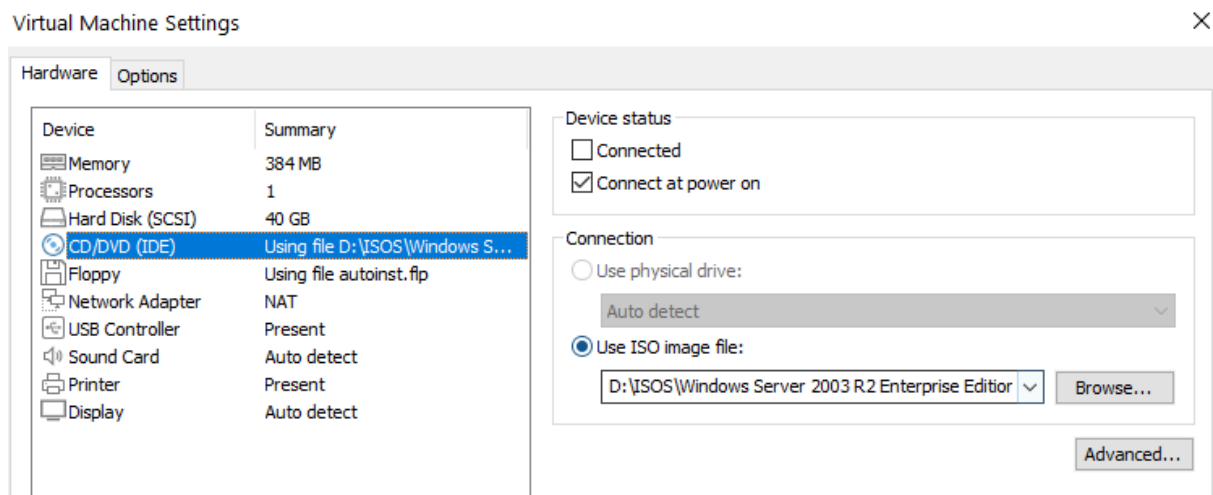 Virtual Machine Settings
Hardware Options
Device Summary
Memory 384 MB
Processors 1
Hard Disk (SCSI) 40 GB
CD/DVD (IDE) Using file D:\ISOS\Windows S...
Floppy Using file autoinst.flp
Network Adapter NAT
USB Controller Present
Sound Card Auto detect
Printer Present
Display Auto detect
Device status
Connected
Connect at power on
Connection
Use physical drive:
Auto detect
Use ISO image file:
D:\ISOS\Windows Server 2003 R2 Enterprise Editior Browse...
Advanced...